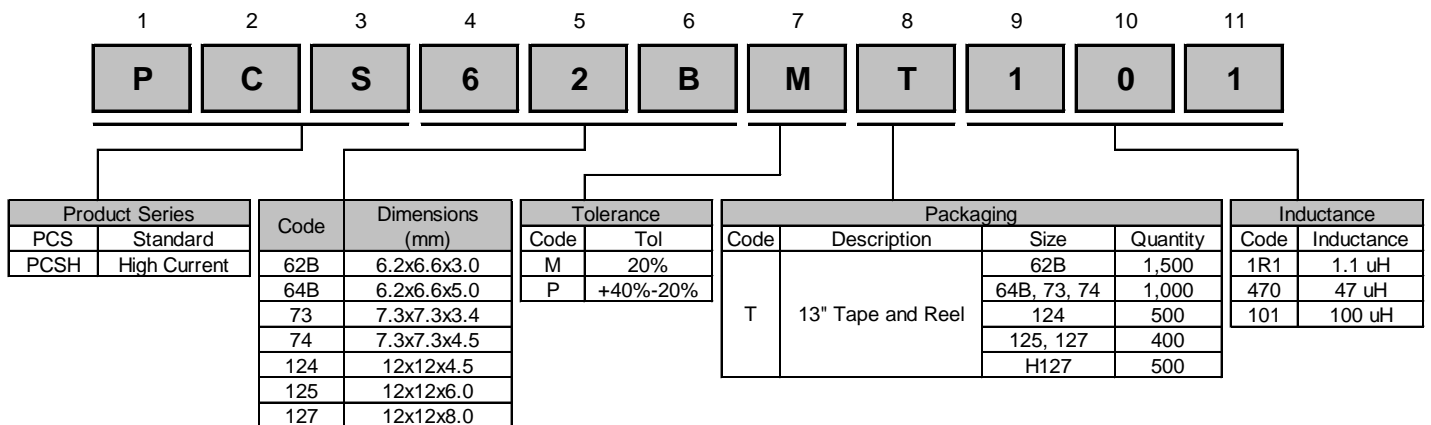 1 2 3 4 5 6 7 8 9 10 11
P C S 6 2 B M T 1 0 1
Product Series
PCS Standard
PCSH High Current
Code Dimensions (mm)
62B 6.2x6.6x3.0
64B 6.2x6.6x5.0
73 7.3x7.3x3.4
74 7.3x7.3x4.5
124 12x12x4.5
125 12x12x6.0
127 12x12x8.0
Tolerance
Code Tol
M 20%
P +40%-20%
Packaging
Code Description Size Quantity
T 13" Tape and Reel
62B 1,500
64B, 73, 74 1,000
124 500
125, 127 400
H127 500
Inductance
Code Inductance
1R1 1.1 uH
470 47 uH
101 100 uH